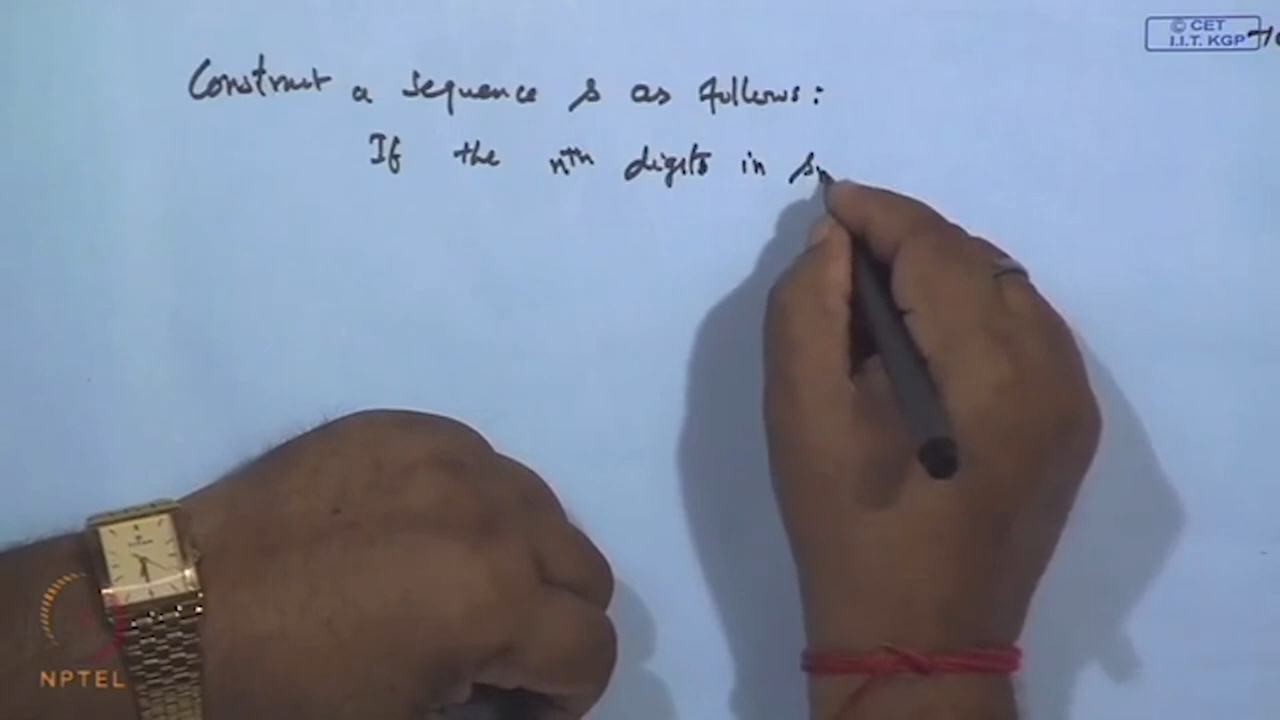 © CET
I.I.T. KGP
Construct a sequence s as follows:
If the nth digits in sn
NPTEL